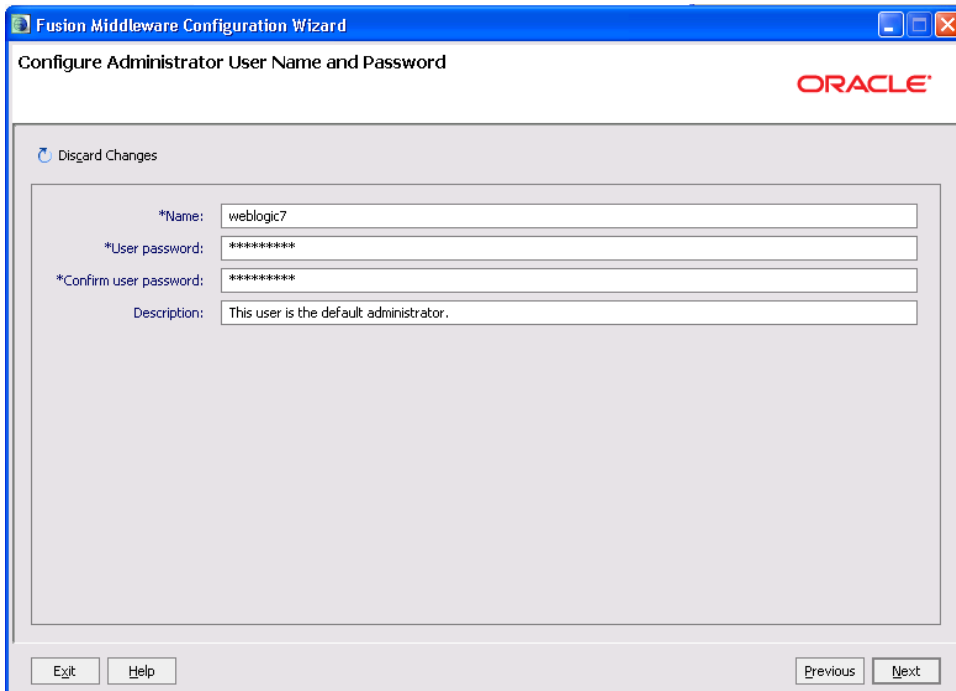 Fusion Middleware Configuration Wizard
Configure Administrator User Name and Password
ORACLE
Discard Changes
*Name: weblogic7
*User password: *********
*Confirm user password: *********
Description: This user is the default administrator.
Exit Help Previous Next